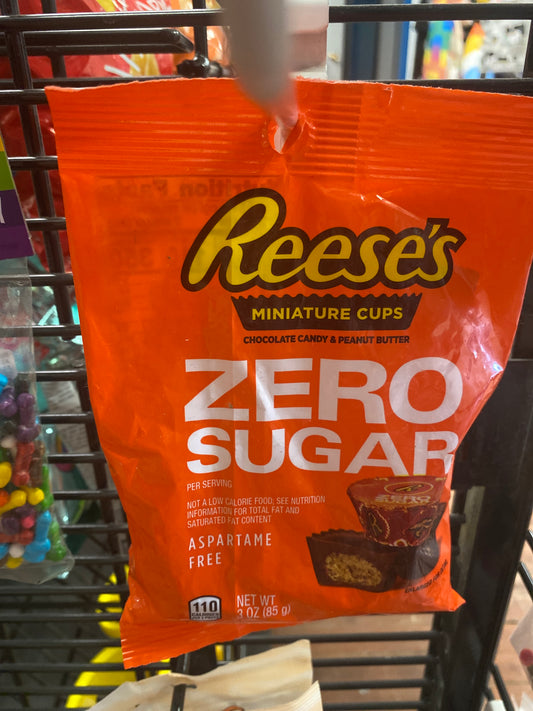 Reese's
MINIATURE CUPS
CHOCOLATE CANDY & PEANUT BUTTER
ZERO
SUGAR
PER SERVING
NOT A LOW CALORIE FOOD; SEE NUTRITION
INFORMATION FOR TOTAL FAT AND
SATURATED FAT CONTENT
ASPARTAME
FREE
110
CALORIES
NET WT
3 OZ (85 g)